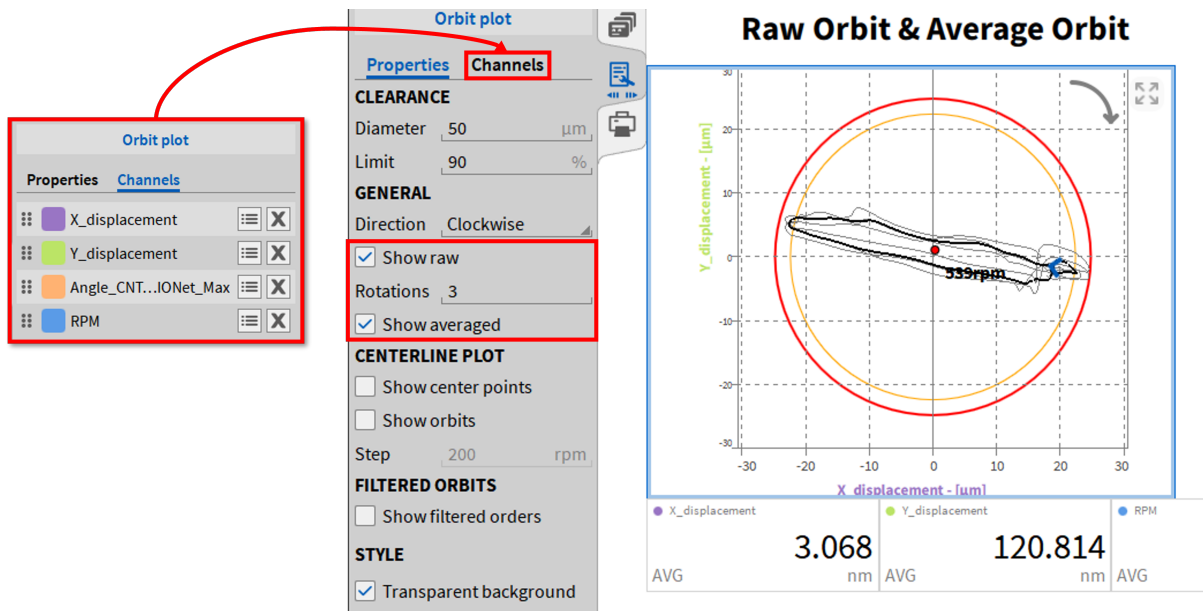 Orbit plot
Properties Channels
X_displacement
Y_displacement
Angle_CNT...IONet_Max
RPM
Orbit plot
Properties Channels
CLEARANCE
Diameter 50 µm
Limit 90 %
GENERAL
Direction Clockwise
Show raw
Rotations 3
Show averaged
CENTERLINE PLOT
Show center points
Show orbits
Step 200 rpm
FILTERED ORBITS
Show filtered orders
STYLE
Transparent background
Raw Orbit & Average Orbit
Y_displacement - [µm]
30
20
10
0
-10
-20
-30
539rpm
-30 -20 -10 0 10 20 30
X_displacement - [µm]
X_displacement
3.068
AVG nm
Y_displacement
120.814
AVG nm
RPM
AVG